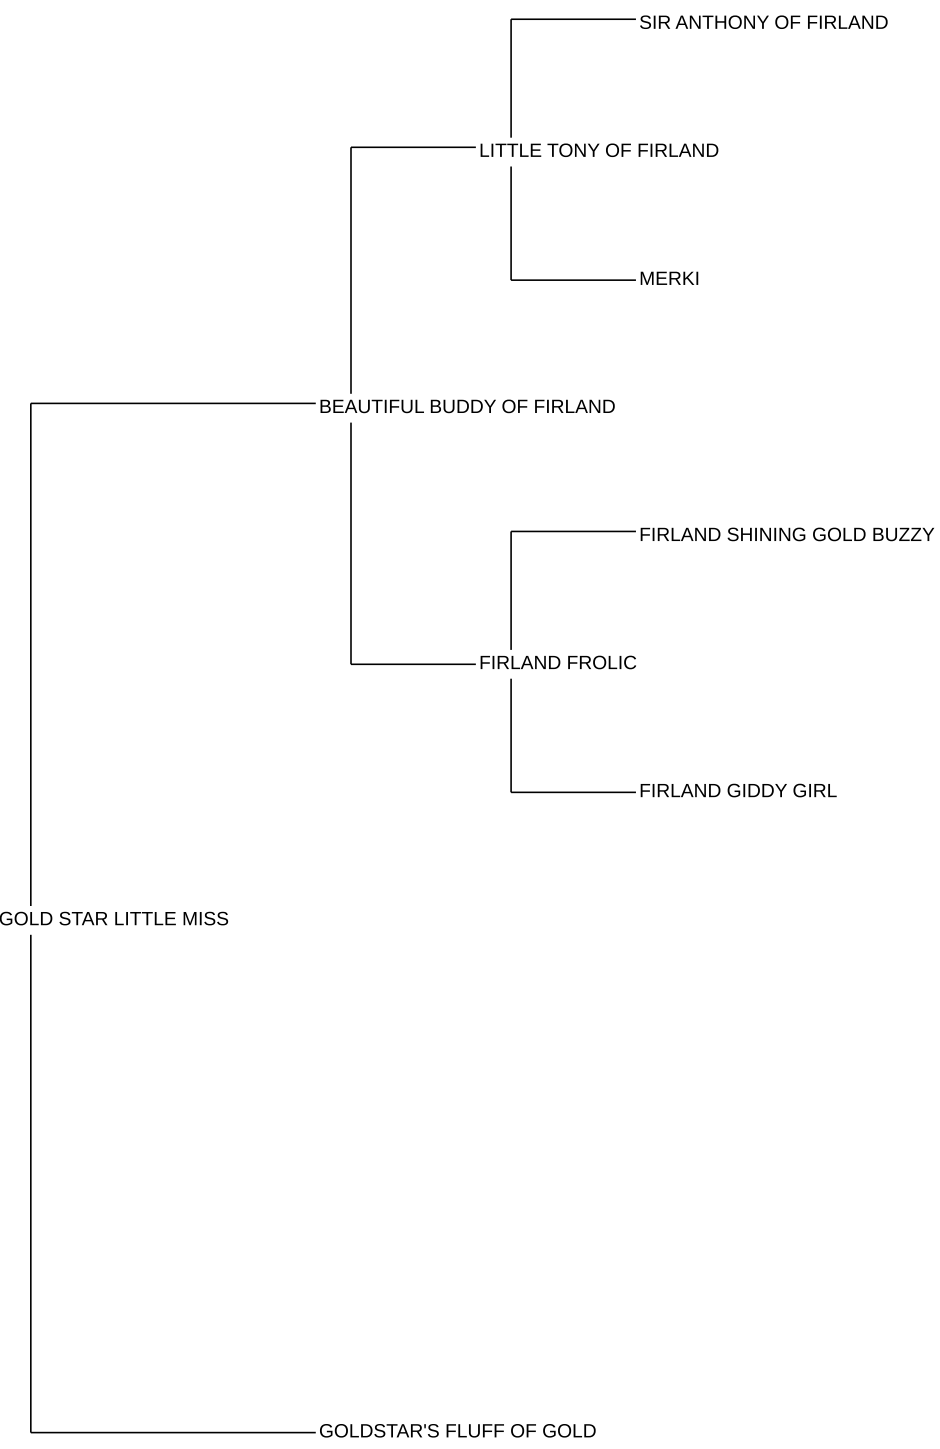 SIR ANTHONY OF FIRLAND
LITTLE TONY OF FIRLAND
MERKI
BEAUTIFUL BUDDY OF FIRLAND
FIRLAND SHINING GOLD BUZZY
FIRLAND FROLIC
FIRLAND GIDDY GIRL
GOLD STAR LITTLE MISS
GOLDSTAR'S FLUFF OF GOLD